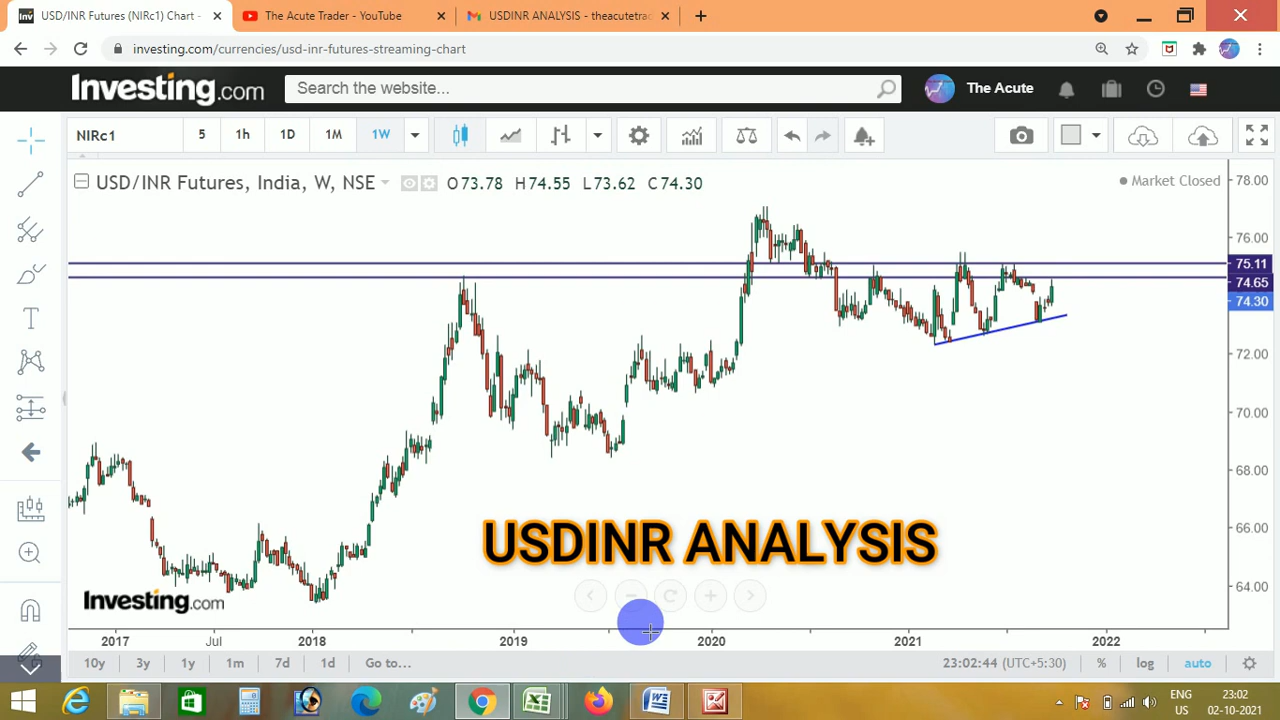 USD/INR Futures (NIRc1) Chart -
The Acute Trader - YouTube
USDINR ANALYSIS - theacutetra
investing.com/currencies/usd-inr-futures-streaming-chart
Investing.com
Search the website...
The Acute
NIRc1
5
1h
1D
1M
1W
USD/INR Futures, India, W, NSE
O73.78 H74.55 L73.62 C74.30
Market Closed
78.00
76.00
75.11
74.65
74.30
72.00
70.00
68.00
66.00
64.00
USDINR ANALYSIS
Investing.com
2017
Jul
2018
2019
2020
2021
2022
10y
3y
1y
1m
7d
1d
Go to...
23:02:44 (UTC+5:30)
%
log
auto
ENG
US
23:02
02-10-2021